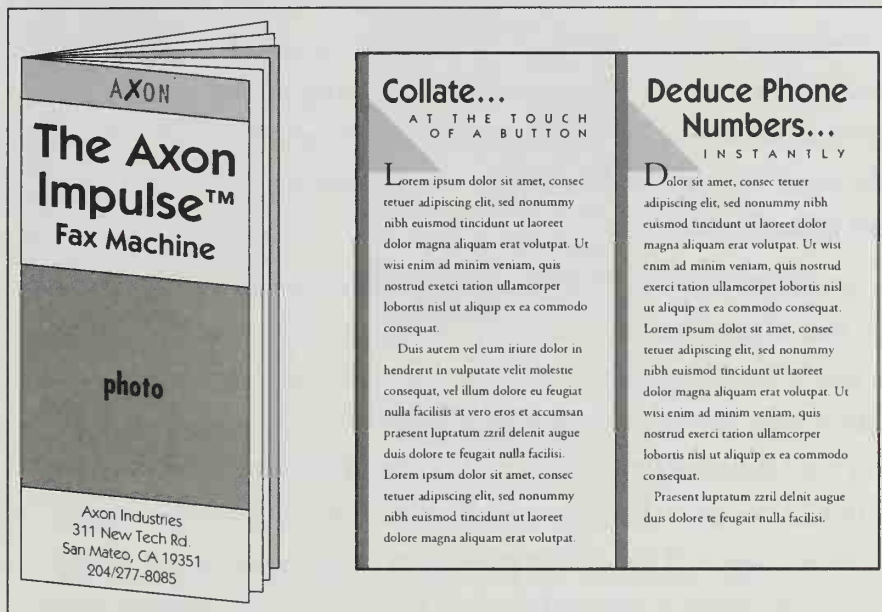 AXON
The Axon
Impulse™
Fax Machine
photo
Axon Industries
311 New Tech Rd.
San Mateo, CA 19351
204/277-8085
Collate...
AT THE TOUCH
OF A BUTTON
Lorem ipsum dolor sit amet, consec
tetuer adipiscing elit, sed nonummy
nibh euismod tincidunt ut laoreet
dolor magna aliquam erat volutpat. Ut
wisi enim ad minim veniam, quis
nostrud exerci tation ullamcorper
lobortis nisl ut aliquip ex ea commodo
consequat.
Duis autem vel eum iriure dolor in
hendrerit in vulputate velit molestie
consequat, vel illum dolore eu feugiat
nulla facilisis at vero eros et accumsan
praesent luptatum zzril delenit augue
duis dolore te feugait nulla facilisi.
Lorem ipsum dolor sit amet, consec
tetuer adipiscing elit, sed nonummy
nibh euismod tincidunt ut laoreet
dolore magna aliquam erat volutpat.
Deduce Phone
Numbers...
INSTANTLY
Dolor sit amet, consec tetuer
adipiscing elit, sed nonummy nibh
euismod tincidunt ut laoreet dolor
magna aliquam erat volutpat. Ut wisi
enim ad minim veniam, quis nostrud
exerci tation ullamcorpet lobortis nisl
ut aliquip ex ea commodo consequat.
Lorem ipsum dolot sit amet, consec
tetuer adipiscing elit, sed nonummy
nibh euismod tincidunt ut laoreet
dolor magna aliquam erat volutpat. Ut
wisi enim ad minim veniam, quis
nostrud exerci tation ullamcorper
lobortis nisl ut aliquip ex ea commodo
consequat.
Praesent luptatum zzril delnit augue
duis dolore te feugait nulla facilisi.